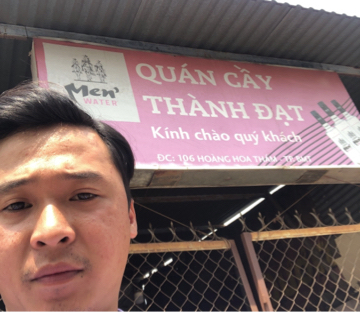 Men'
WATER
QUÁN CẦY
THÀNH ĐẠT
Kính chào quý khách
ĐC: 106 HOÀNG HOA THÁM - TP. BMT